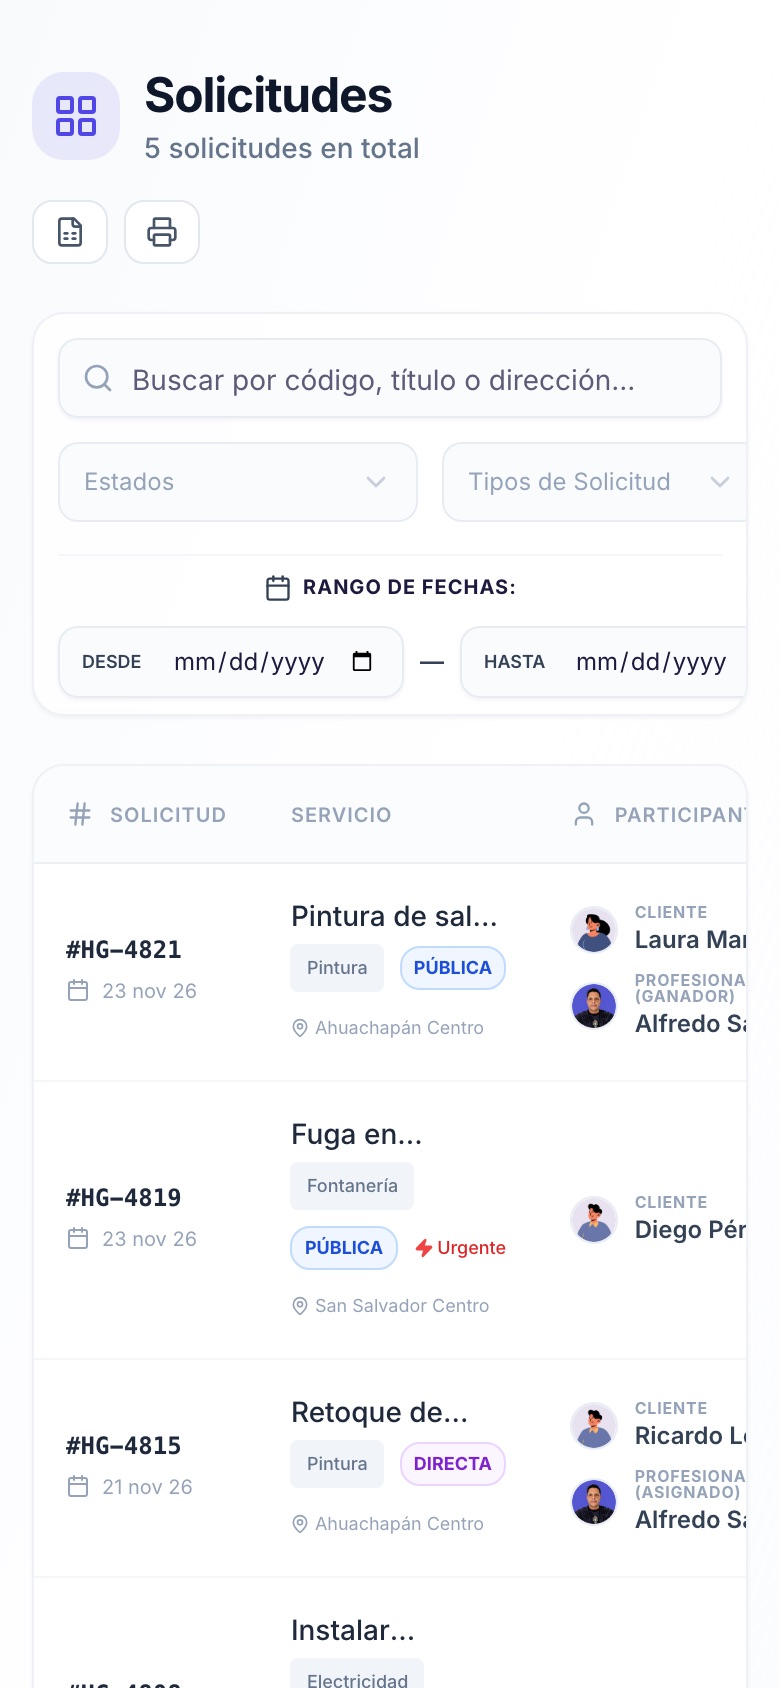 Solicitudes
5 solicitudes en total
Buscar por código, título o dirección...
Estados
Tipos de Solicitud
RANGO DE FECHAS:
DESDE mm/dd/yyyy — HASTA mm/dd/yyyy
SOLICITUD SERVICIO PARTICIPANT
Pintura de sal...
#HG-4821
23 nov 26
Pintura PÚBLICA
Ahuachapán Centro
CLIENTE
Laura Mar
PROFESIONA
(GANADOR)
Alfredo Sa
Fuga en...
#HG-4819
23 nov 26
Fontanería
PÚBLICA Urgente
San Salvador Centro
CLIENTE
Diego Pér
Retoque de...
#HG-4815
21 nov 26
Pintura DIRECTA
Ahuachapán Centro
CLIENTE
Ricardo Lo
PROFESIONA
(ASIGNADO)
Alfredo Sa
Instalar...
Electricidad